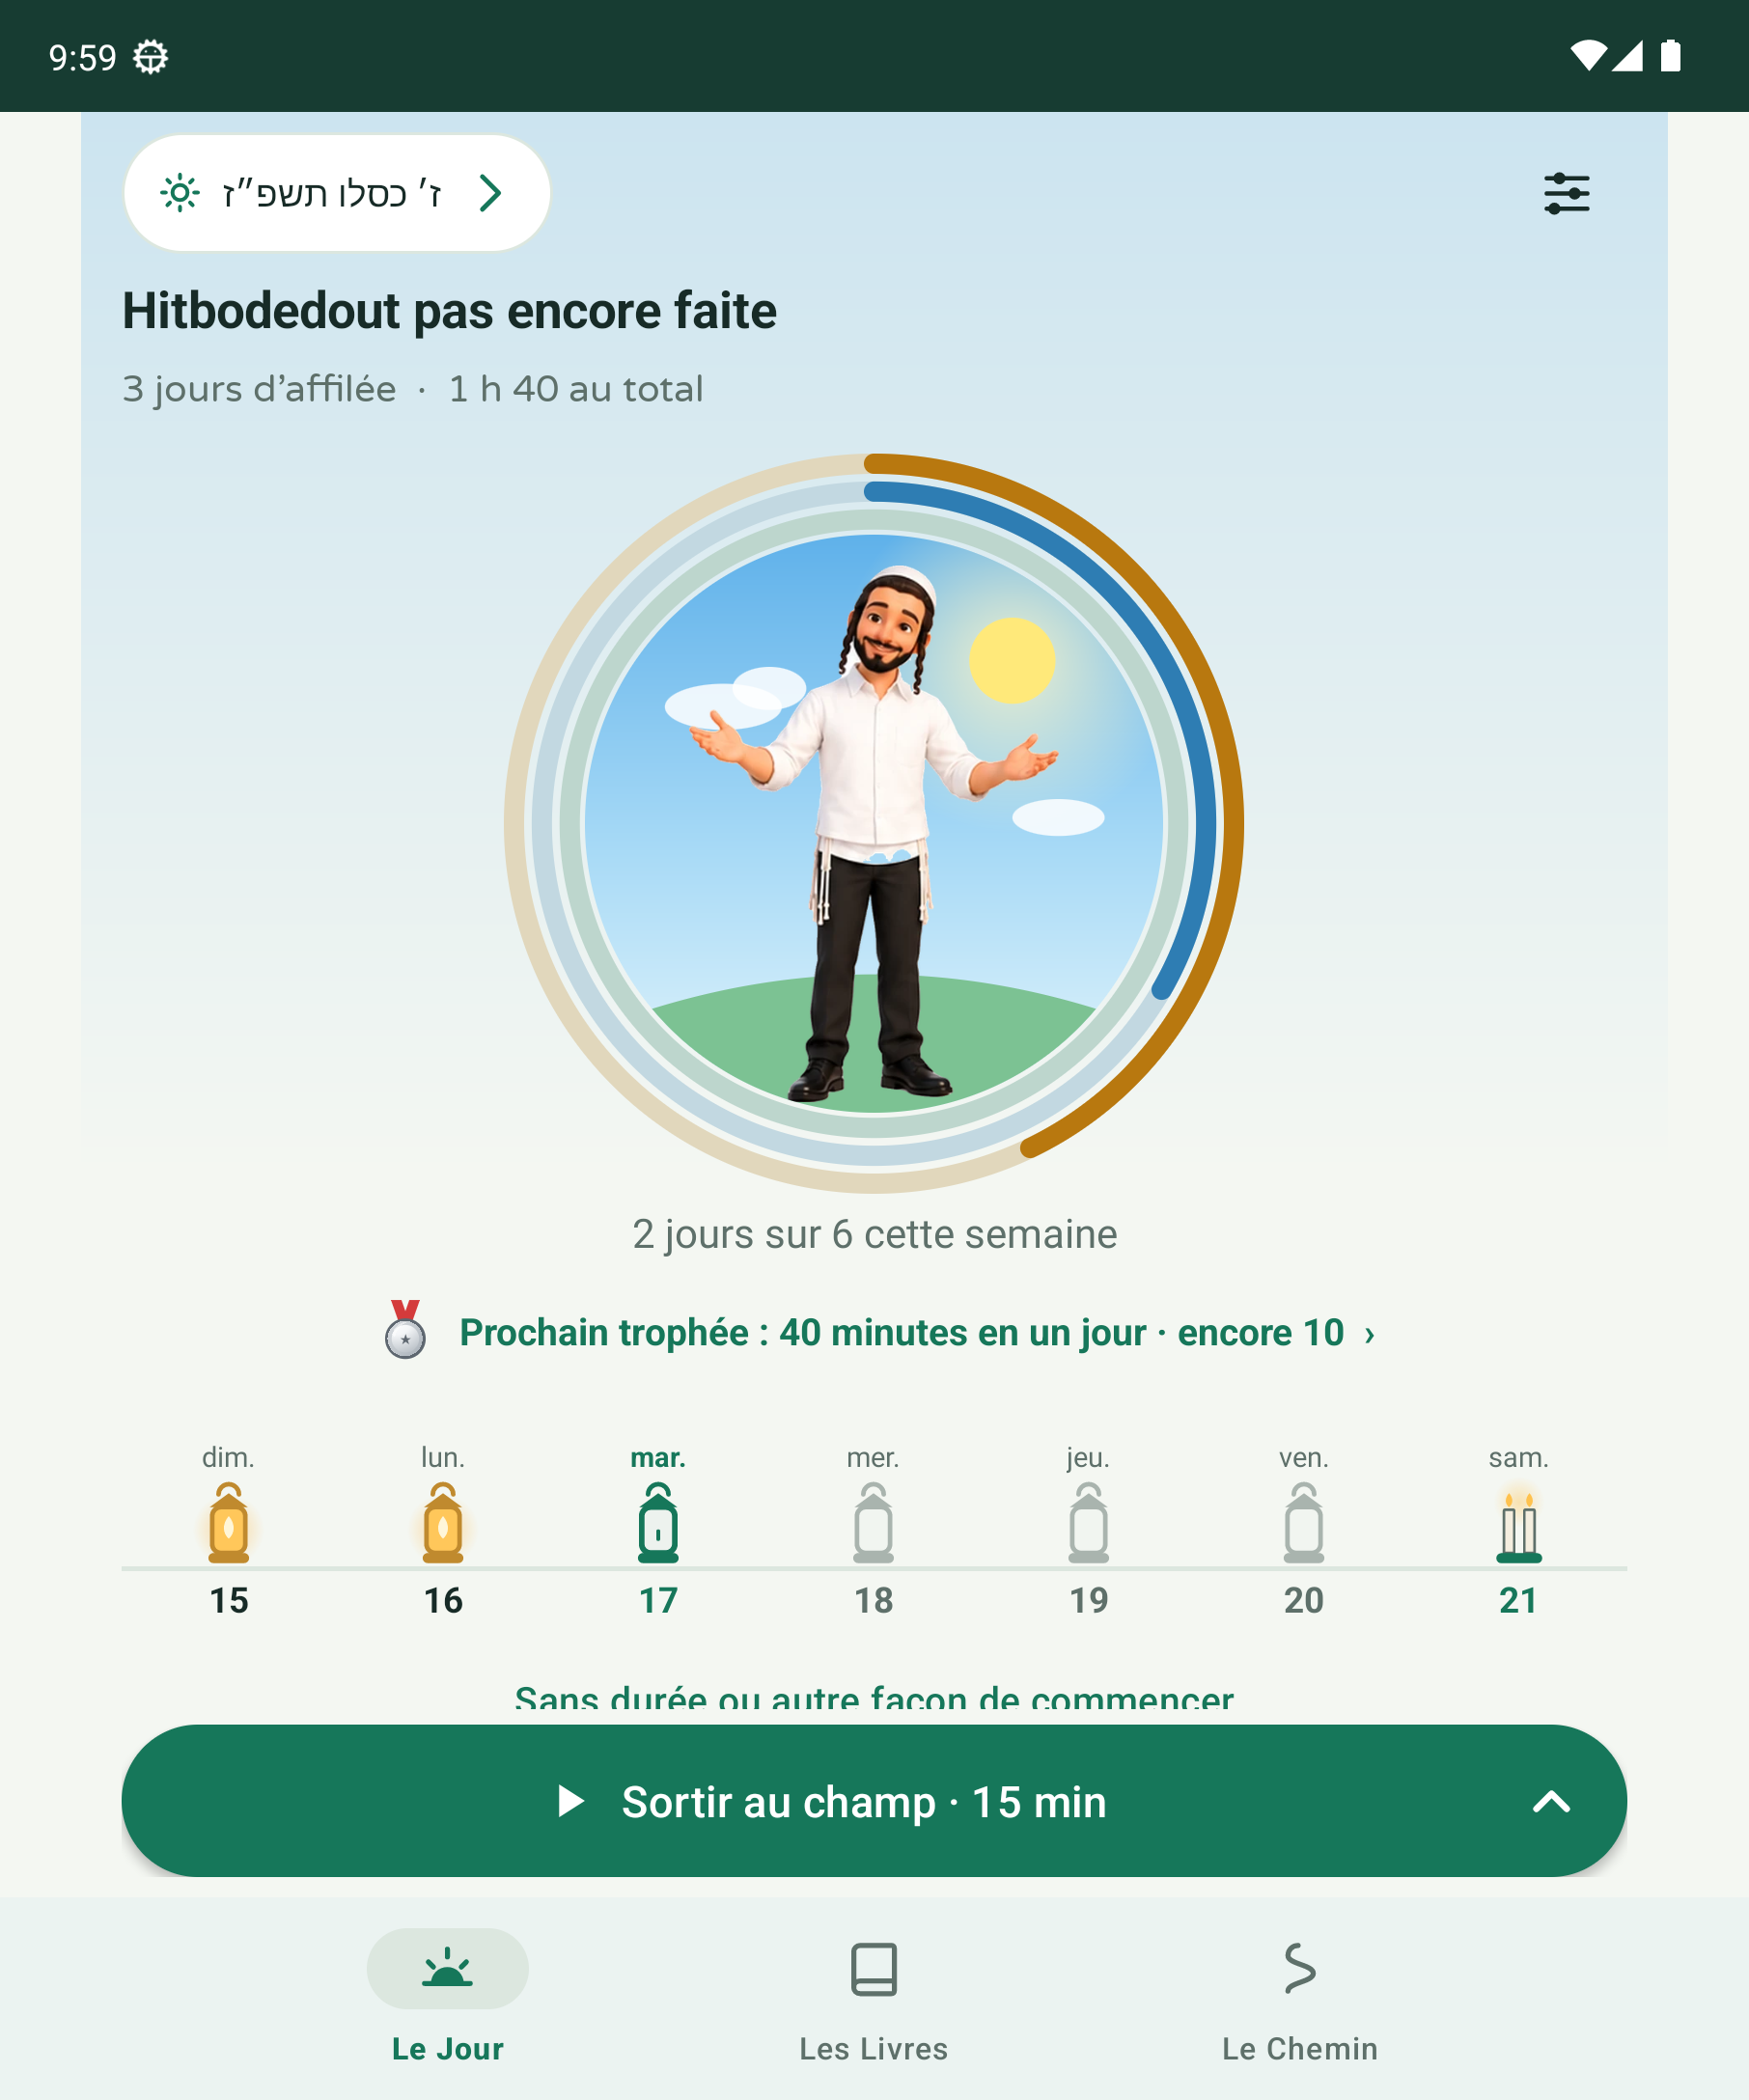 9:59
ז׳ כסלו תשפ״ז
Hitbodedout pas encore faite
3 jours d’affilée · 1 h 40 au total
2 jours sur 6 cette semaine
Prochain trophée : 40 minutes en un jour · encore 10 ›
dim. lun. mar. mer. jeu. ven. sam.
15 16 17 18 19 20 21
Sans durée ou autre façon de commencer
Sortir au champ · 15 min
Le Jour Les Livres Le Chemin